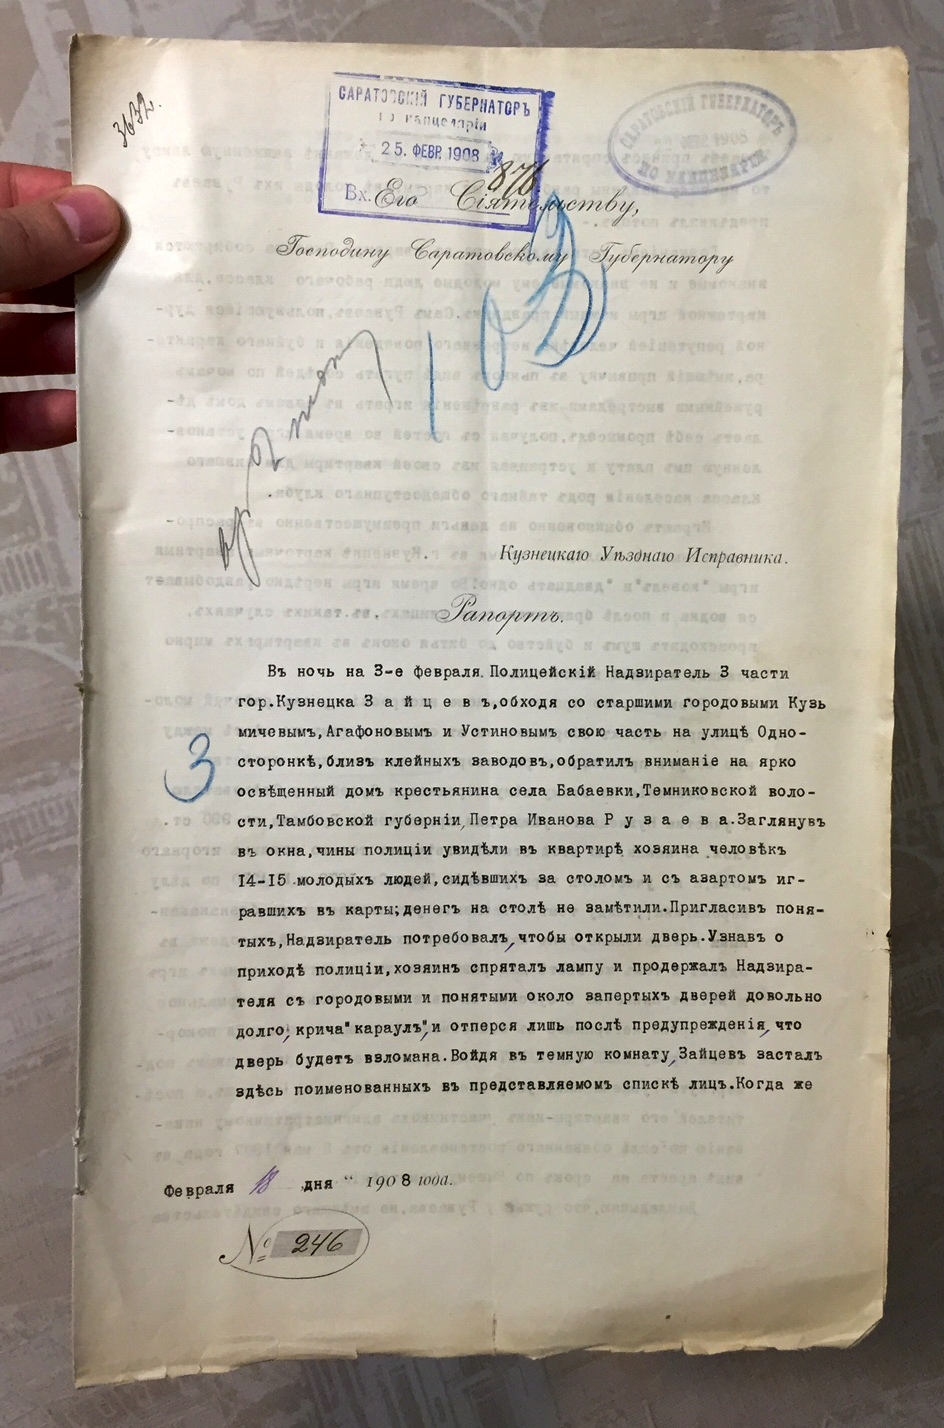 3632.
САРАТОВСКІЙ ГУБЕРНАТОРЪ
по канцеляріи
25. ФЕВР. 1908
Вх. 876
САРАТОВСКІЙ ГУБЕРНАТОРЪ
ПО КАНЦЕЛЯРІИ
Его Сіятельству,
Господину Саратовскому Губернатору
103
Кузнецкаго Уѣзднаго Исправника.
Рапортъ.
Въ ночь на 3-е февраля Полицейскій Надзиратель 3 части
гор.Кузнецка З а й ц е в ъ,обходя со старшими городовыми Кузь
мичевымъ,Агафоновымъ и Устиновымъ свою часть на улицѣ Одно-
3
сторонкѣ,близъ клейныхъ заводовъ,обратилъ вниманіе на ярко
освѣщенный домъ крестьянина села Бабаевки,Темниковской воло-
сти,Тамбовской губерніи,Петра Иванова Р у з а е в а.Заглянувъ
въ окна,чины полиціи увидѣли въ квартирѣ хозяина человѣкъ
14-15 молодыхъ людей,сидѣвшихъ за столомъ и съ азартомъ иг-
равшихъ въ карты;денегъ на столѣ не замѣтили.Пригласивъ поня-
тыхъ,Надзиратель потребовалъ,чтобы открыли дверь.Узнавъ о
приходѣ полиціи,хозяинъ спряталъ лампу и продержалъ Надзира-
теля съ городовыми и понятыми около запертыхъ дверей довольно
долго, крича"караулъ",и отперся лишь послѣ предупрежденія,что
дверь будетъ взломана.Войдя въ темную комнату,Зайцевъ засталъ
здѣсь поименованныхъ въ представляемомъ спискѣ лицъ.Когда же
Февраля 18 дня 1908 года.
№ 246